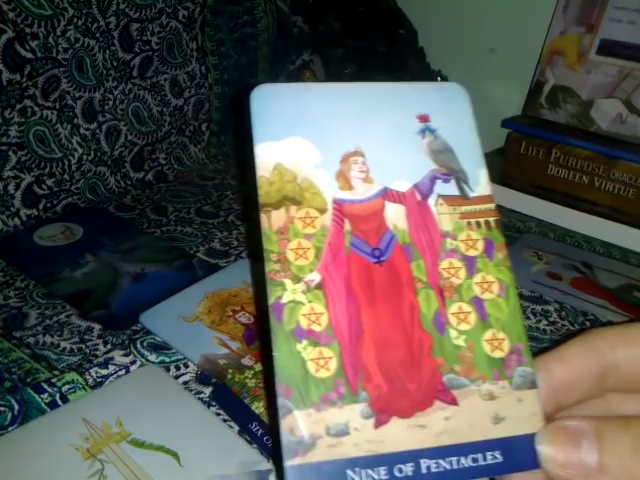 LIFE PURPOSE ORACLE
DOREEN VIRTUE
SIX O
NINE OF PENTACLES